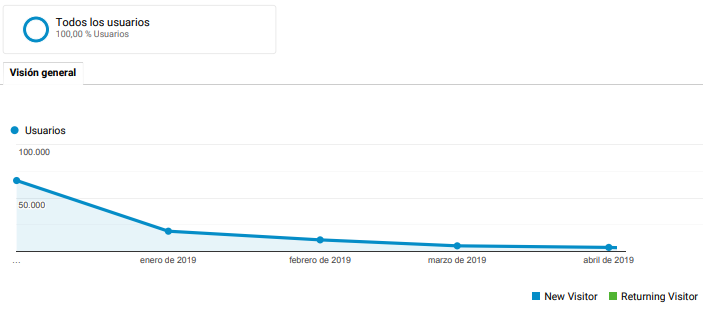 Todos los usuarios
100,00 % Usuarios
Visión general
Usuarios
100.000
50.000
…
enero de 2019
febrero de 2019
marzo de 2019
abril de 2019
New Visitor
Returning Visitor